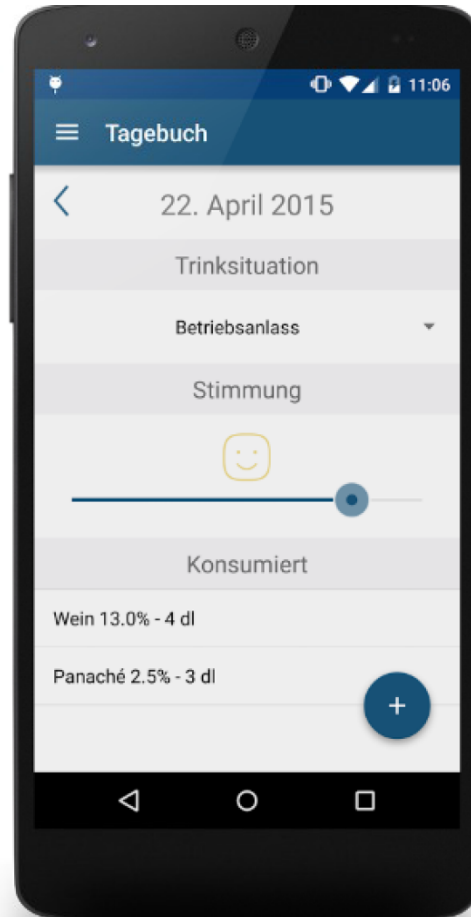 11:06
Tagebuch
22. April 2015
Trinksituation
Betriebsanlass
Stimmung
Konsumiert
Wein 13.0% - 4 dl
Panaché 2.5% - 3 dl
+